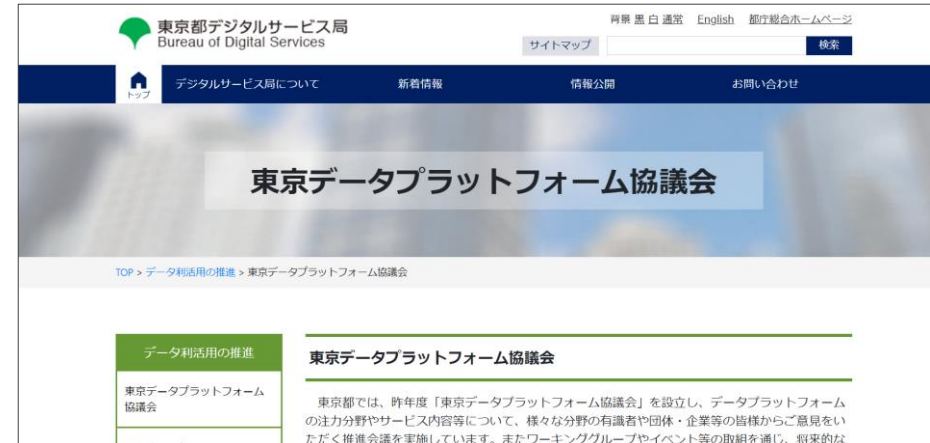 東京都デジタルサービス局
Bureau of Digital Services
背景 黒 白 通常 English 都庁総合ホームページ
サイトマップ 検索
トップ デジタルサービス局について 新着情報 情報公開 お問い合わせ
東京データプラットフォーム協議会
TOP > データ利活用の推進 > 東京データプラットフォーム協議会
データ利活用の推進
東京データプラットフォーム
協議会
東京データプラットフォーム協議会
東京都では、昨年度「東京データプラットフォーム協議会」を設立し、データプラットフォーム
の注力分野やサービス内容等について、様々な分野の有識者や団体・企業等の皆様からご意見をい
ただく推進会議を実施しています。またワーキンググループやイベント等の取組を通じ、将来的な